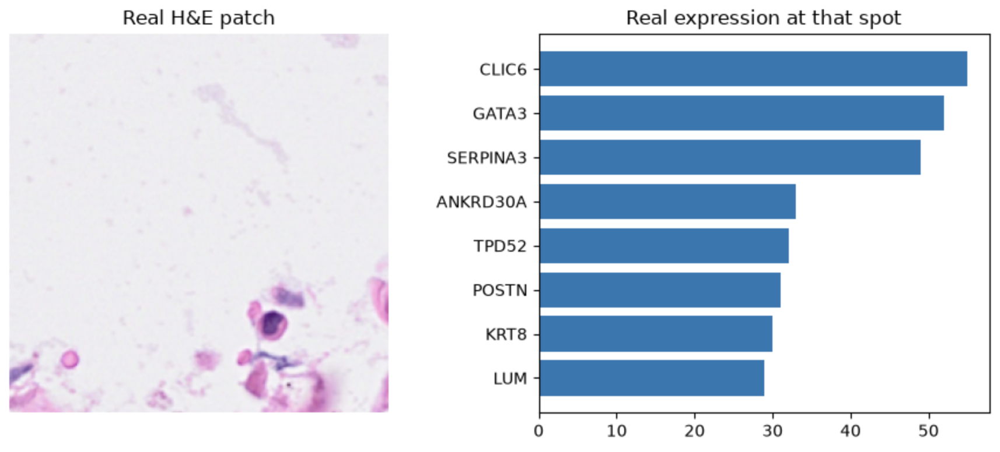 Real H&E patch
Real expression at that spot
CLIC6
GATA3
SERPINA3
ANKRD30A
TPD52
POSTN
KRT8
LUM
0 10 20 30 40 50